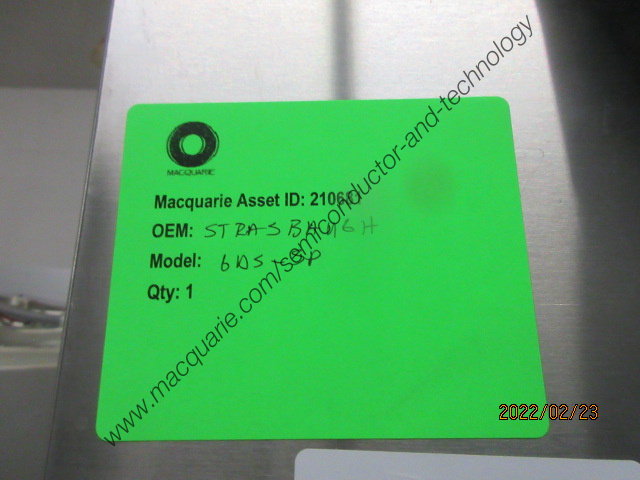 MACQUARIE
Macquarie Asset ID:
OEM: STRASBAUGH
Model: 6DS - SP
Qty: 1
www.macquarie.com/semiconductor-and-technology
2022/02/23